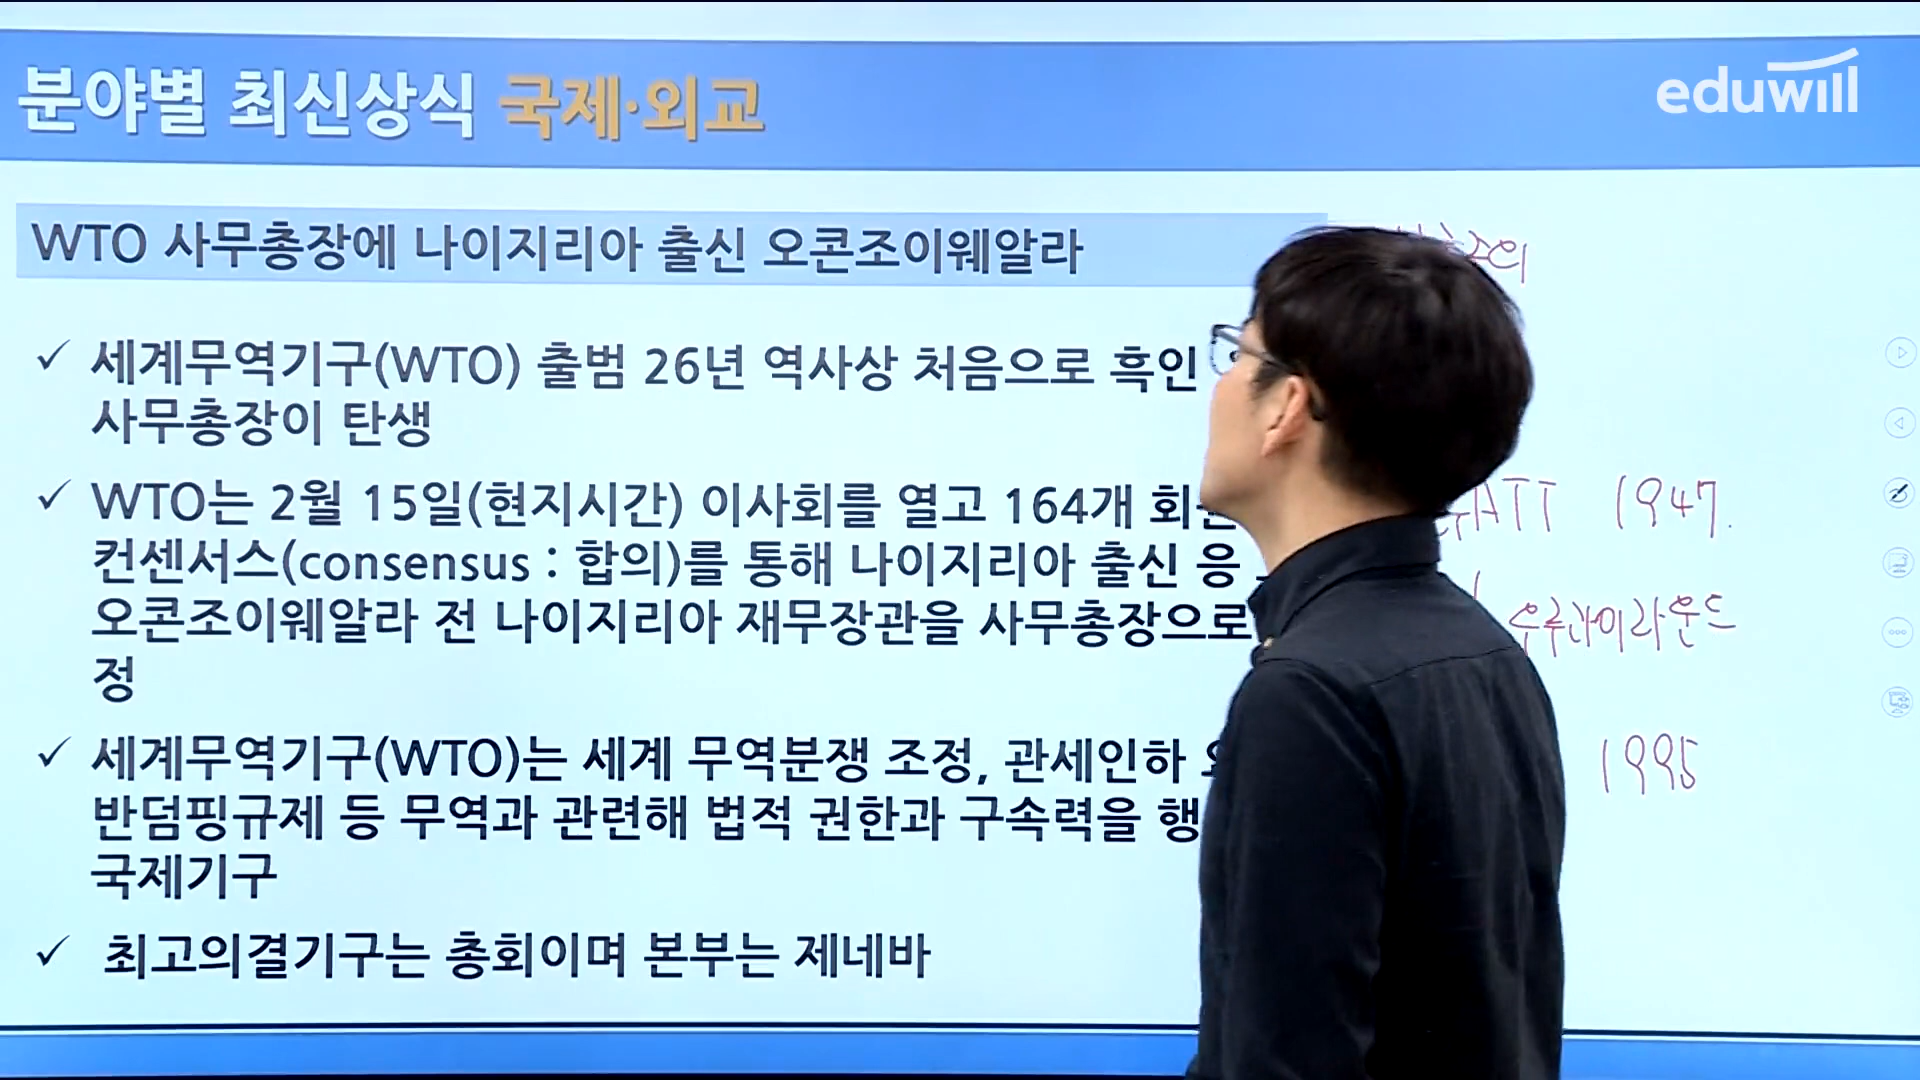 분야별 최신상식 국제·외교
eduwill
WTO 사무총장에 나이지리아 출신 오콘조이웨알라
✓ 세계무역기구(WTO) 출범 26년 역사상 처음으로 흑인
사무총장이 탄생
✓ WTO는 2월 15일(현지시간) 이사회를 열고 164개
컨센서스(consensus : 합의)를 통해 나이지리아 출신 응
오콘조이웨알라 전 나이지리아 재무장관을 사무총장으로
정
✓ 세계무역기구(WTO)는 세계 무역분쟁 조정, 관세인하
반덤핑규제 등 무역과 관련해 법적 권한과 구속력을 행
국제기구
✓ 최고의결기구는 총회이며 본부는 제네바
GATT 1947.
우루과이라운드
1995